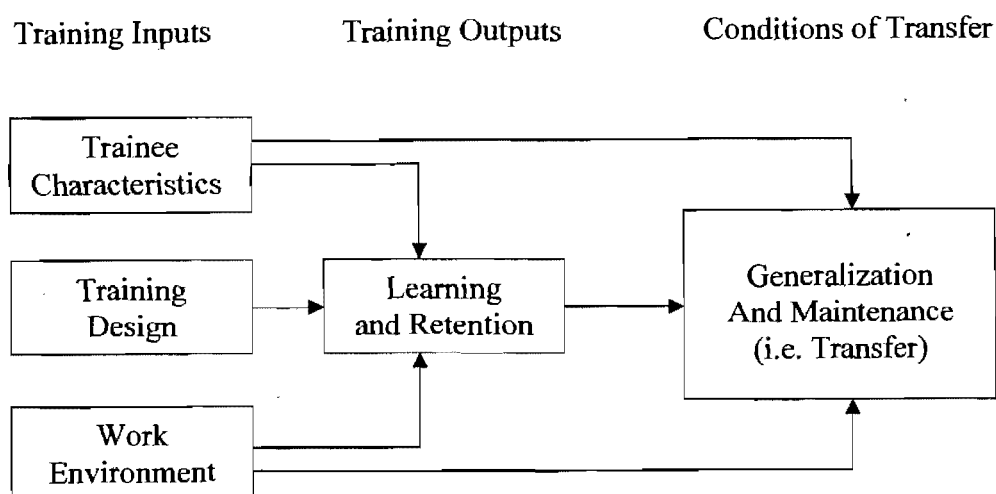 Training Inputs
Training Outputs
Conditions of Transfer
Trainee
Characteristics
Training
Design
Work
Environment
Learning
and Retention
Generalization
And Maintenance
(i.e. Transfer)